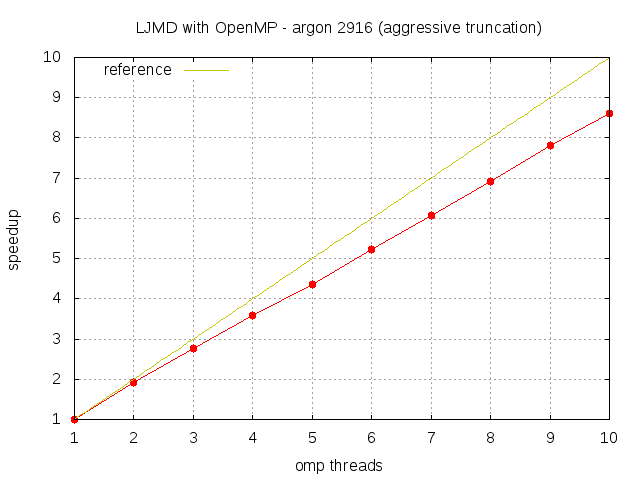 LJMD with OpenMP - argon 2916 (aggressive truncation)
reference
10
9
8
7
6
5
4
3
2
1
speedup
1 2 3 4 5 6 7 8 9 10
omp threads